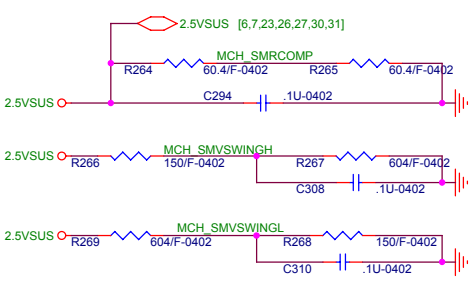 2.5VSUS [6,7,23,26,27,30,31]
MCH_SMRCOMP
R264 60.4/F-0402 R265 60.4/F-0402
C294 .1U-0402
2.5VSUS
2.5VSUS MCH_SMVSWINGH
R266 150/F-0402 R267 604/F-0402
C308 .1U-0402
2.5VSUS MCH_SMVSWINGL
R269 604/F-0402 R268 150/F-0402
C310 .1U-0402